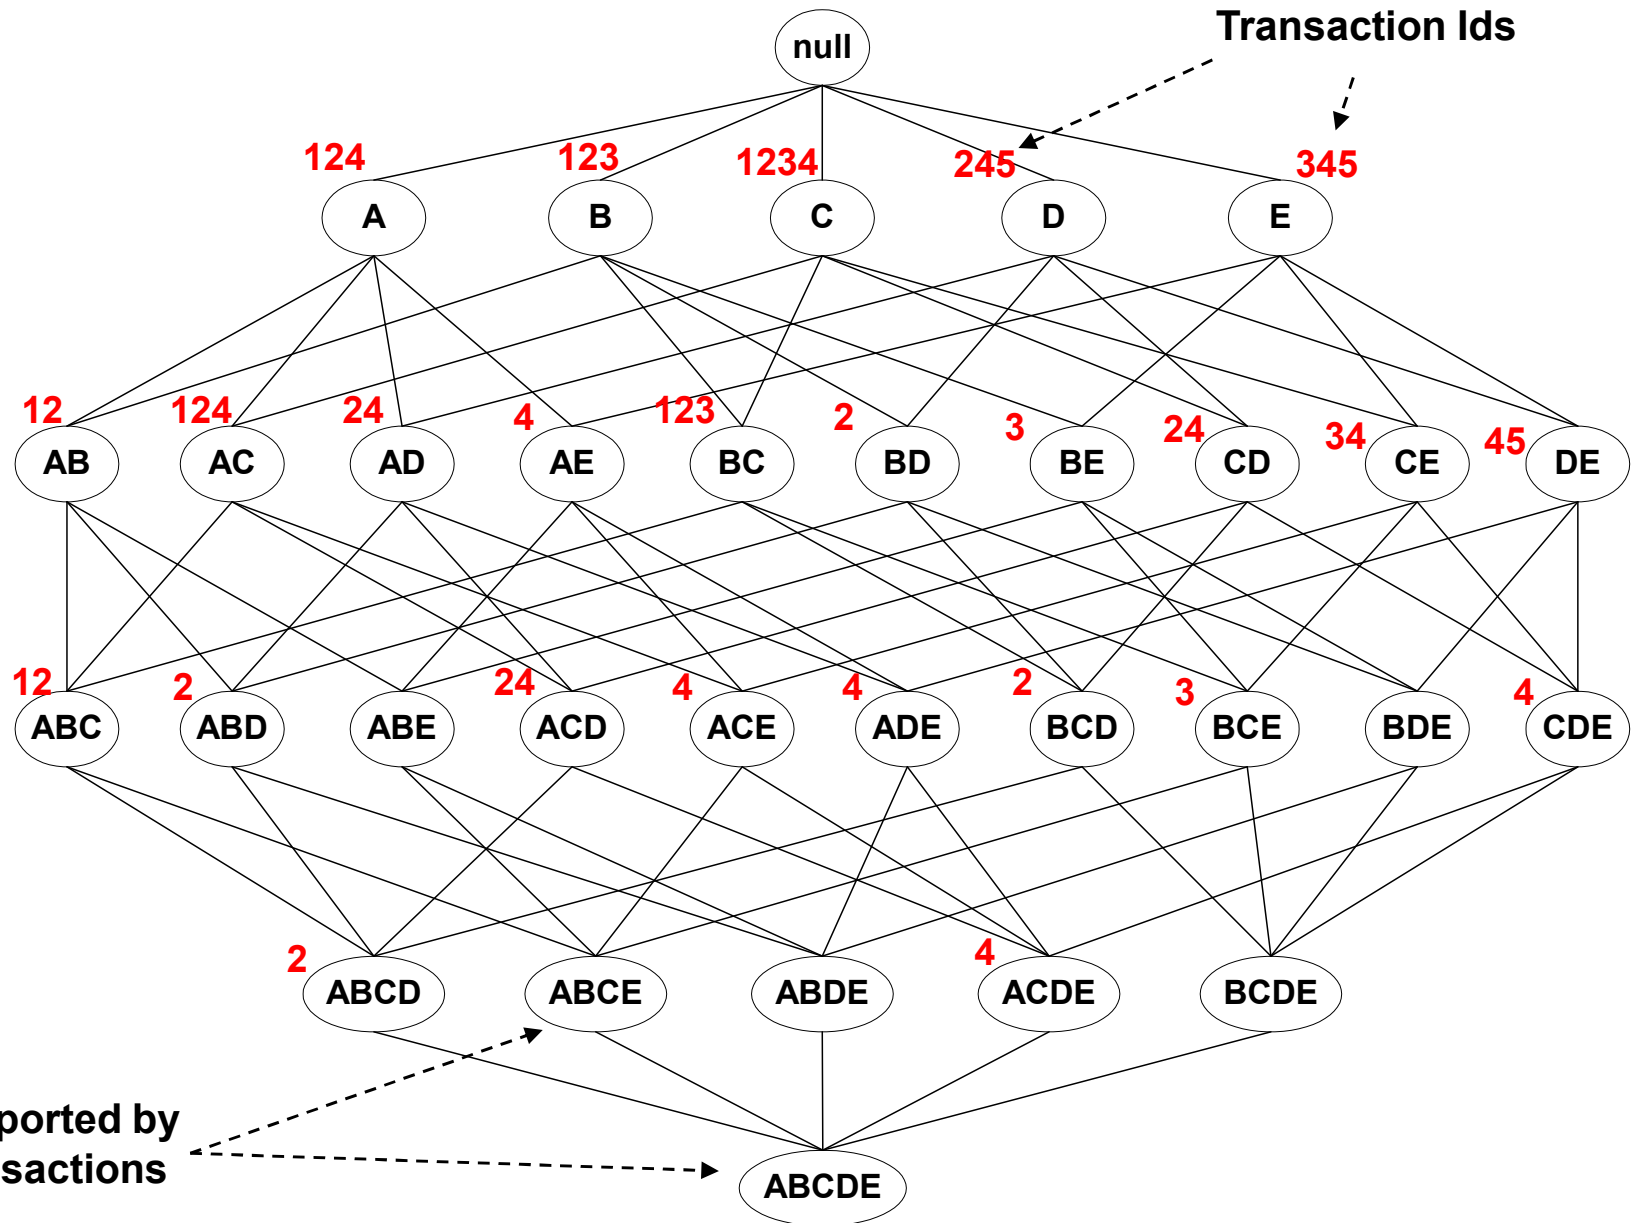 Transaction Ids
null
124 123 1234 245 345
A B C D E
12 124 24 4 123 2 3 24 34 45
AB AC AD AE BC BD BE CD CE DE
12 2 24 4 4 2 3 4
ABC ABD ABE ACD ACE ADE BCD BCE BDE CDE
2 4
ABCD ABCE ABDE ACDE BCDE
ported by
sactions
ABCDE